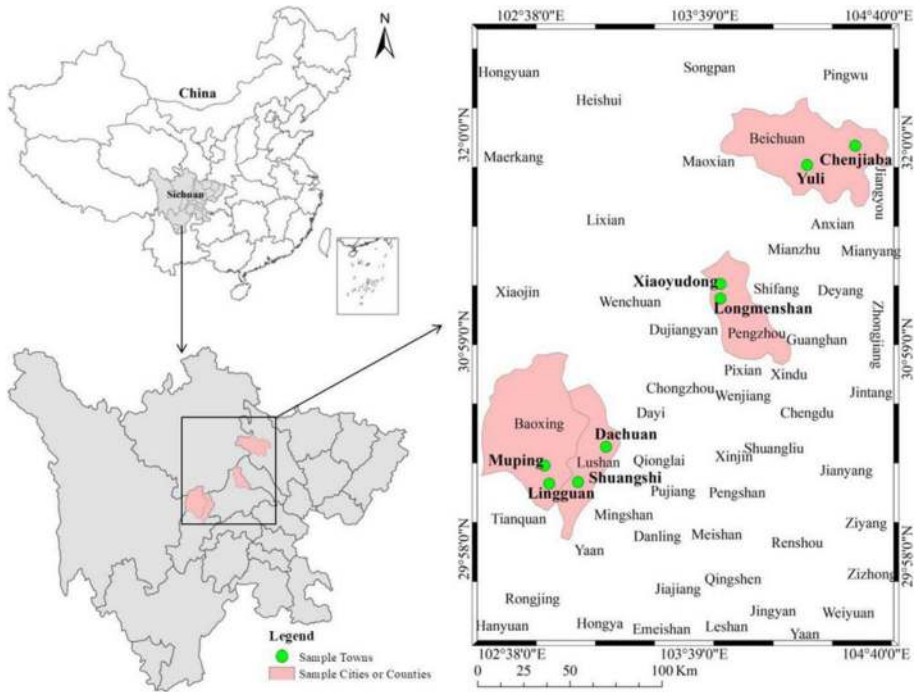 China
N
Sichuan
Legend
Sample Towns
Sample Cities or Counties
102°38'0"E
103°39'0"E
104°40'0"E
Hongyuan
Songpan
Pingwu
Heishui
Beichuan
32°0'0"N
32°0'0"N
Maerkang
Maoxian
Chenjiaba
Yuli
Jiangyou
Lixian
Anxian
Mianzhu
Mianyang
Xiaoyudong
Shifang
Deyang
Xiaojin
Wenchuan
Longmenshan
Zhongjiang
Dujiangyan
Pengzhou
Guanghan
30°59'0"N
30°59'0"N
Pixian
Xindu
Chongzhou
Wenjiang
Jintang
Baoxing
Dayi
Chengdu
Dachuan
Shuangliu
Muping
Lushan
Qionglai
Xinjin
Jianyang
Lingguan
Shuangshi
Pujiang
Pengshan
Tianquan
Mingshan
Ziyang
Danling
Meishan
Renshou
Yaan
29°58'0"N
29°58'0"N
Zizhong
Qingshen
Jiajiang
Rongjing
Jingyan
Weiyuan
Hanyuan
Hongya
Emeishan
Leshan
Yaan
102°38'0"E
103°39'0"E
104°40'0"E
0 25 50 100 Km